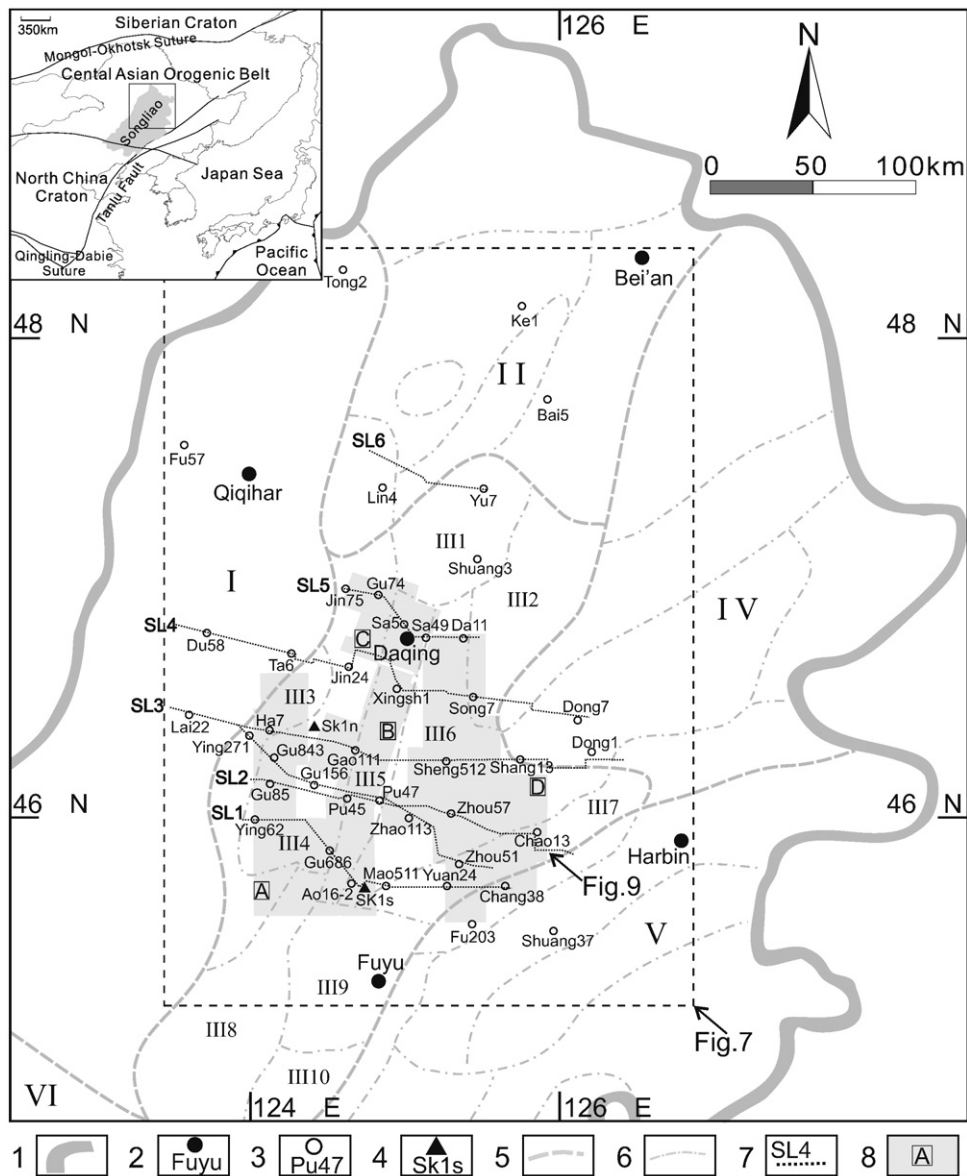 350km
Siberian Craton
Mongol-Okhotsk Suture
Cental Asian Orogenic Belt
Songliao
North China
Craton
Tanlu Fault
Japan Sea
Qingling-Dabie
Suture
Pacific
Ocean
126 E
N
0 50 100km
Tong2
Bei'an
48 N
48 N
Ke1
II
Bai5
SL6
Fu57
Qiqihar
Lin4
Yu7
III1
Shuang3
I
SL5
Gu74
Jin75
III2
IV
SL4
Du58
Sa5
Sa49
Da11
C
Daqing
Ta6
Jin24
Xingsh1
III3
Song7
Dong7
SL3
Lai22
Ha7
Sk1n
B
III6
Ying271
Gu843
Gao111
Dong1
Sheng512
Shang13
SL2
Gu156
III5
Gu85
Pu47
D
Pu45
Zhou57
III7
46 N
46 N
SL1
Ying62
Zhao113
Chao13
III4
Harbin
Gu686
Zhou51
Fig.9
Mao511
Yuan24
A
Ao16-2
SK1s
Chang38
Fu203
Shuang37
V
Fuyu
III9
III8
Fig.7
III10
VI
124 E
126 E
1
2 Fuyu
3 Pu47
4 Sk1s
5
6
7 SL4
8 A